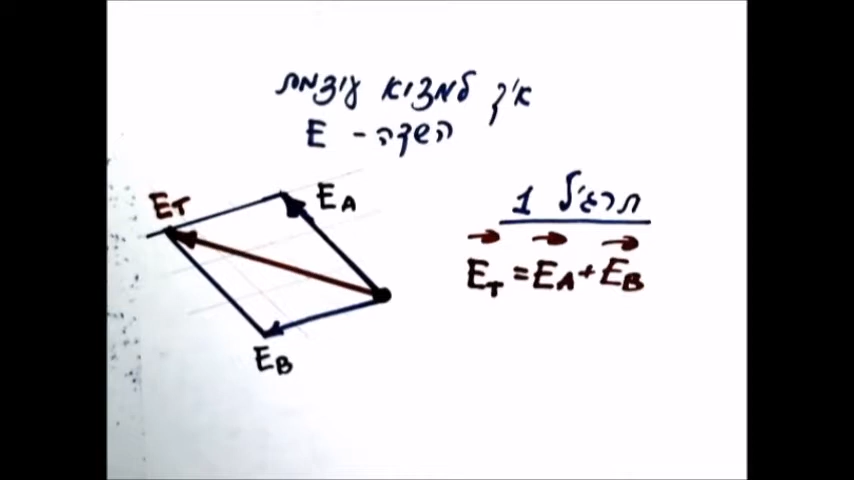 איך למצוא עוצמת
השדה - E
תרגיל 1
ET = EA + EB
ET
EA
EB